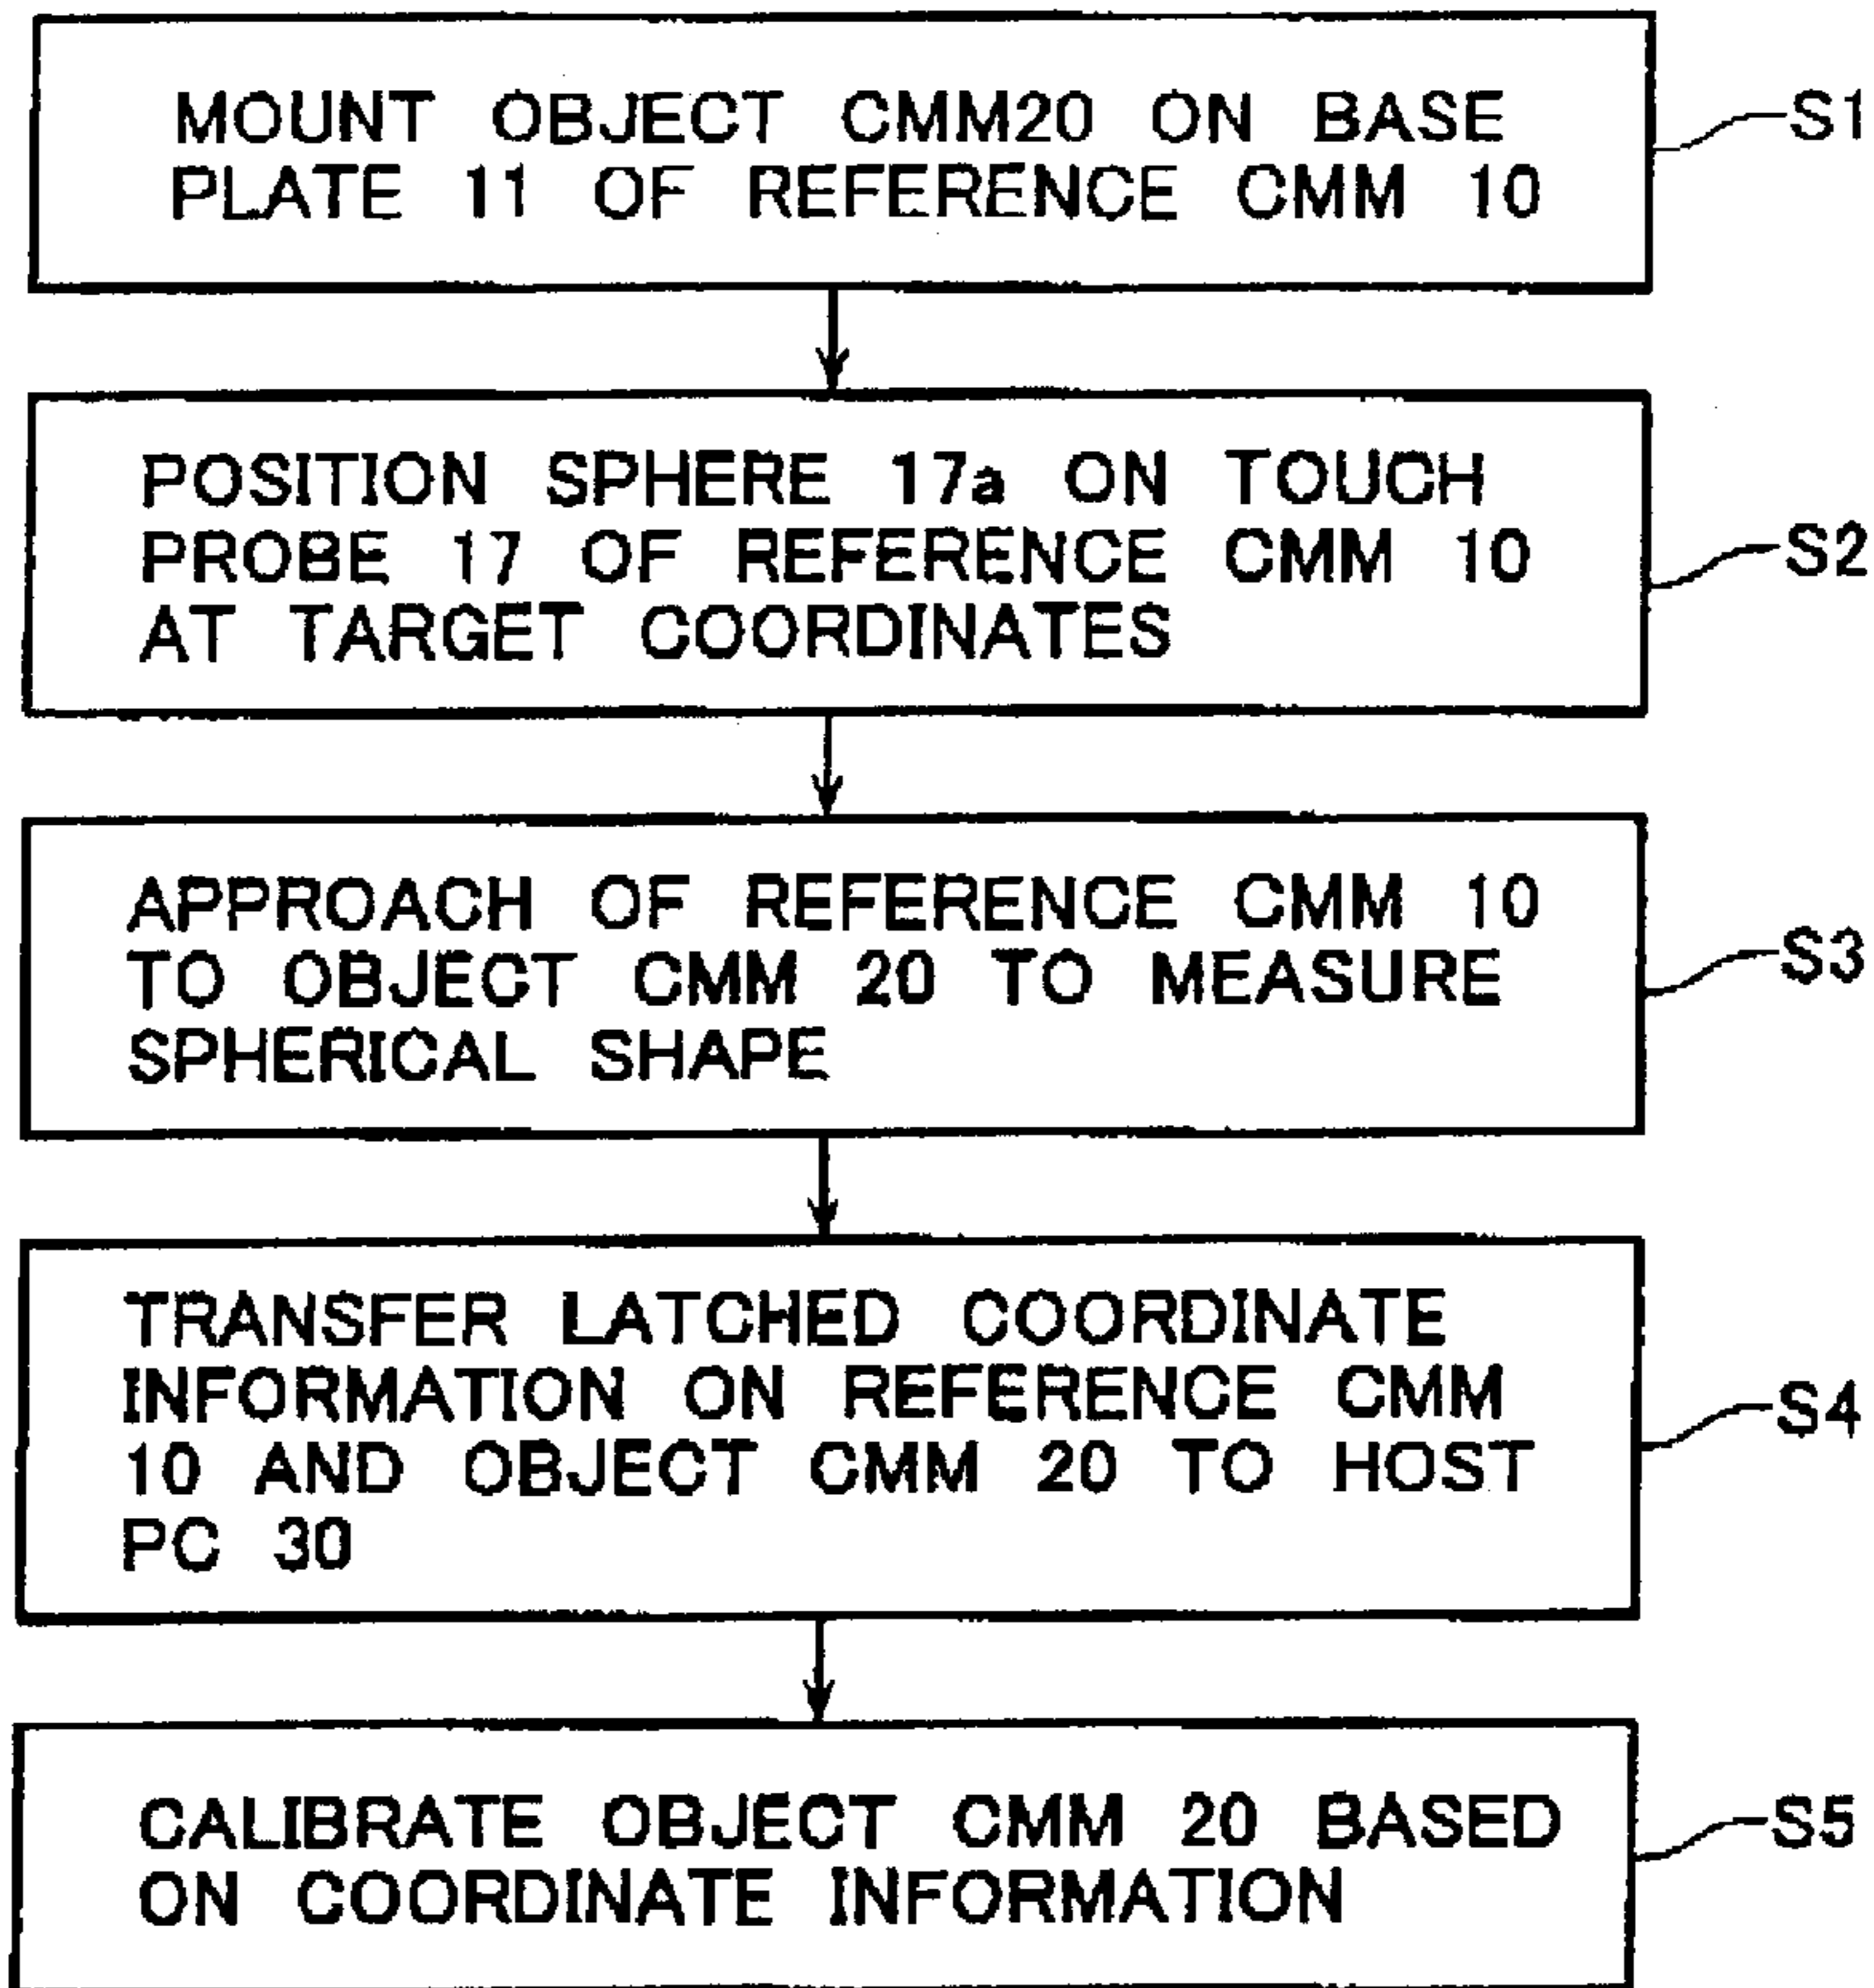 MOUNT OBJECT CMM20 ON BASE
PLATE 11 OF REFERENCE CMM 10
S1
POSITION SPHERE 17a ON TOUCH
PROBE 17 OF REFERENCE CMM 10
AT TARGET COORDINATES
S2
APPROACH OF REFERENCE CMM 10
TO OBJECT CMM 20 TO MEASURE
SPHERICAL SHAPE
S3
TRANSFER LATCHED COORDINATE
INFORMATION ON REFERENCE CMM
10 AND OBJECT CMM 20 TO HOST
PC 30
S4
CALIBRATE OBJECT CMM 20 BASED
ON COORDINATE INFORMATION
S5